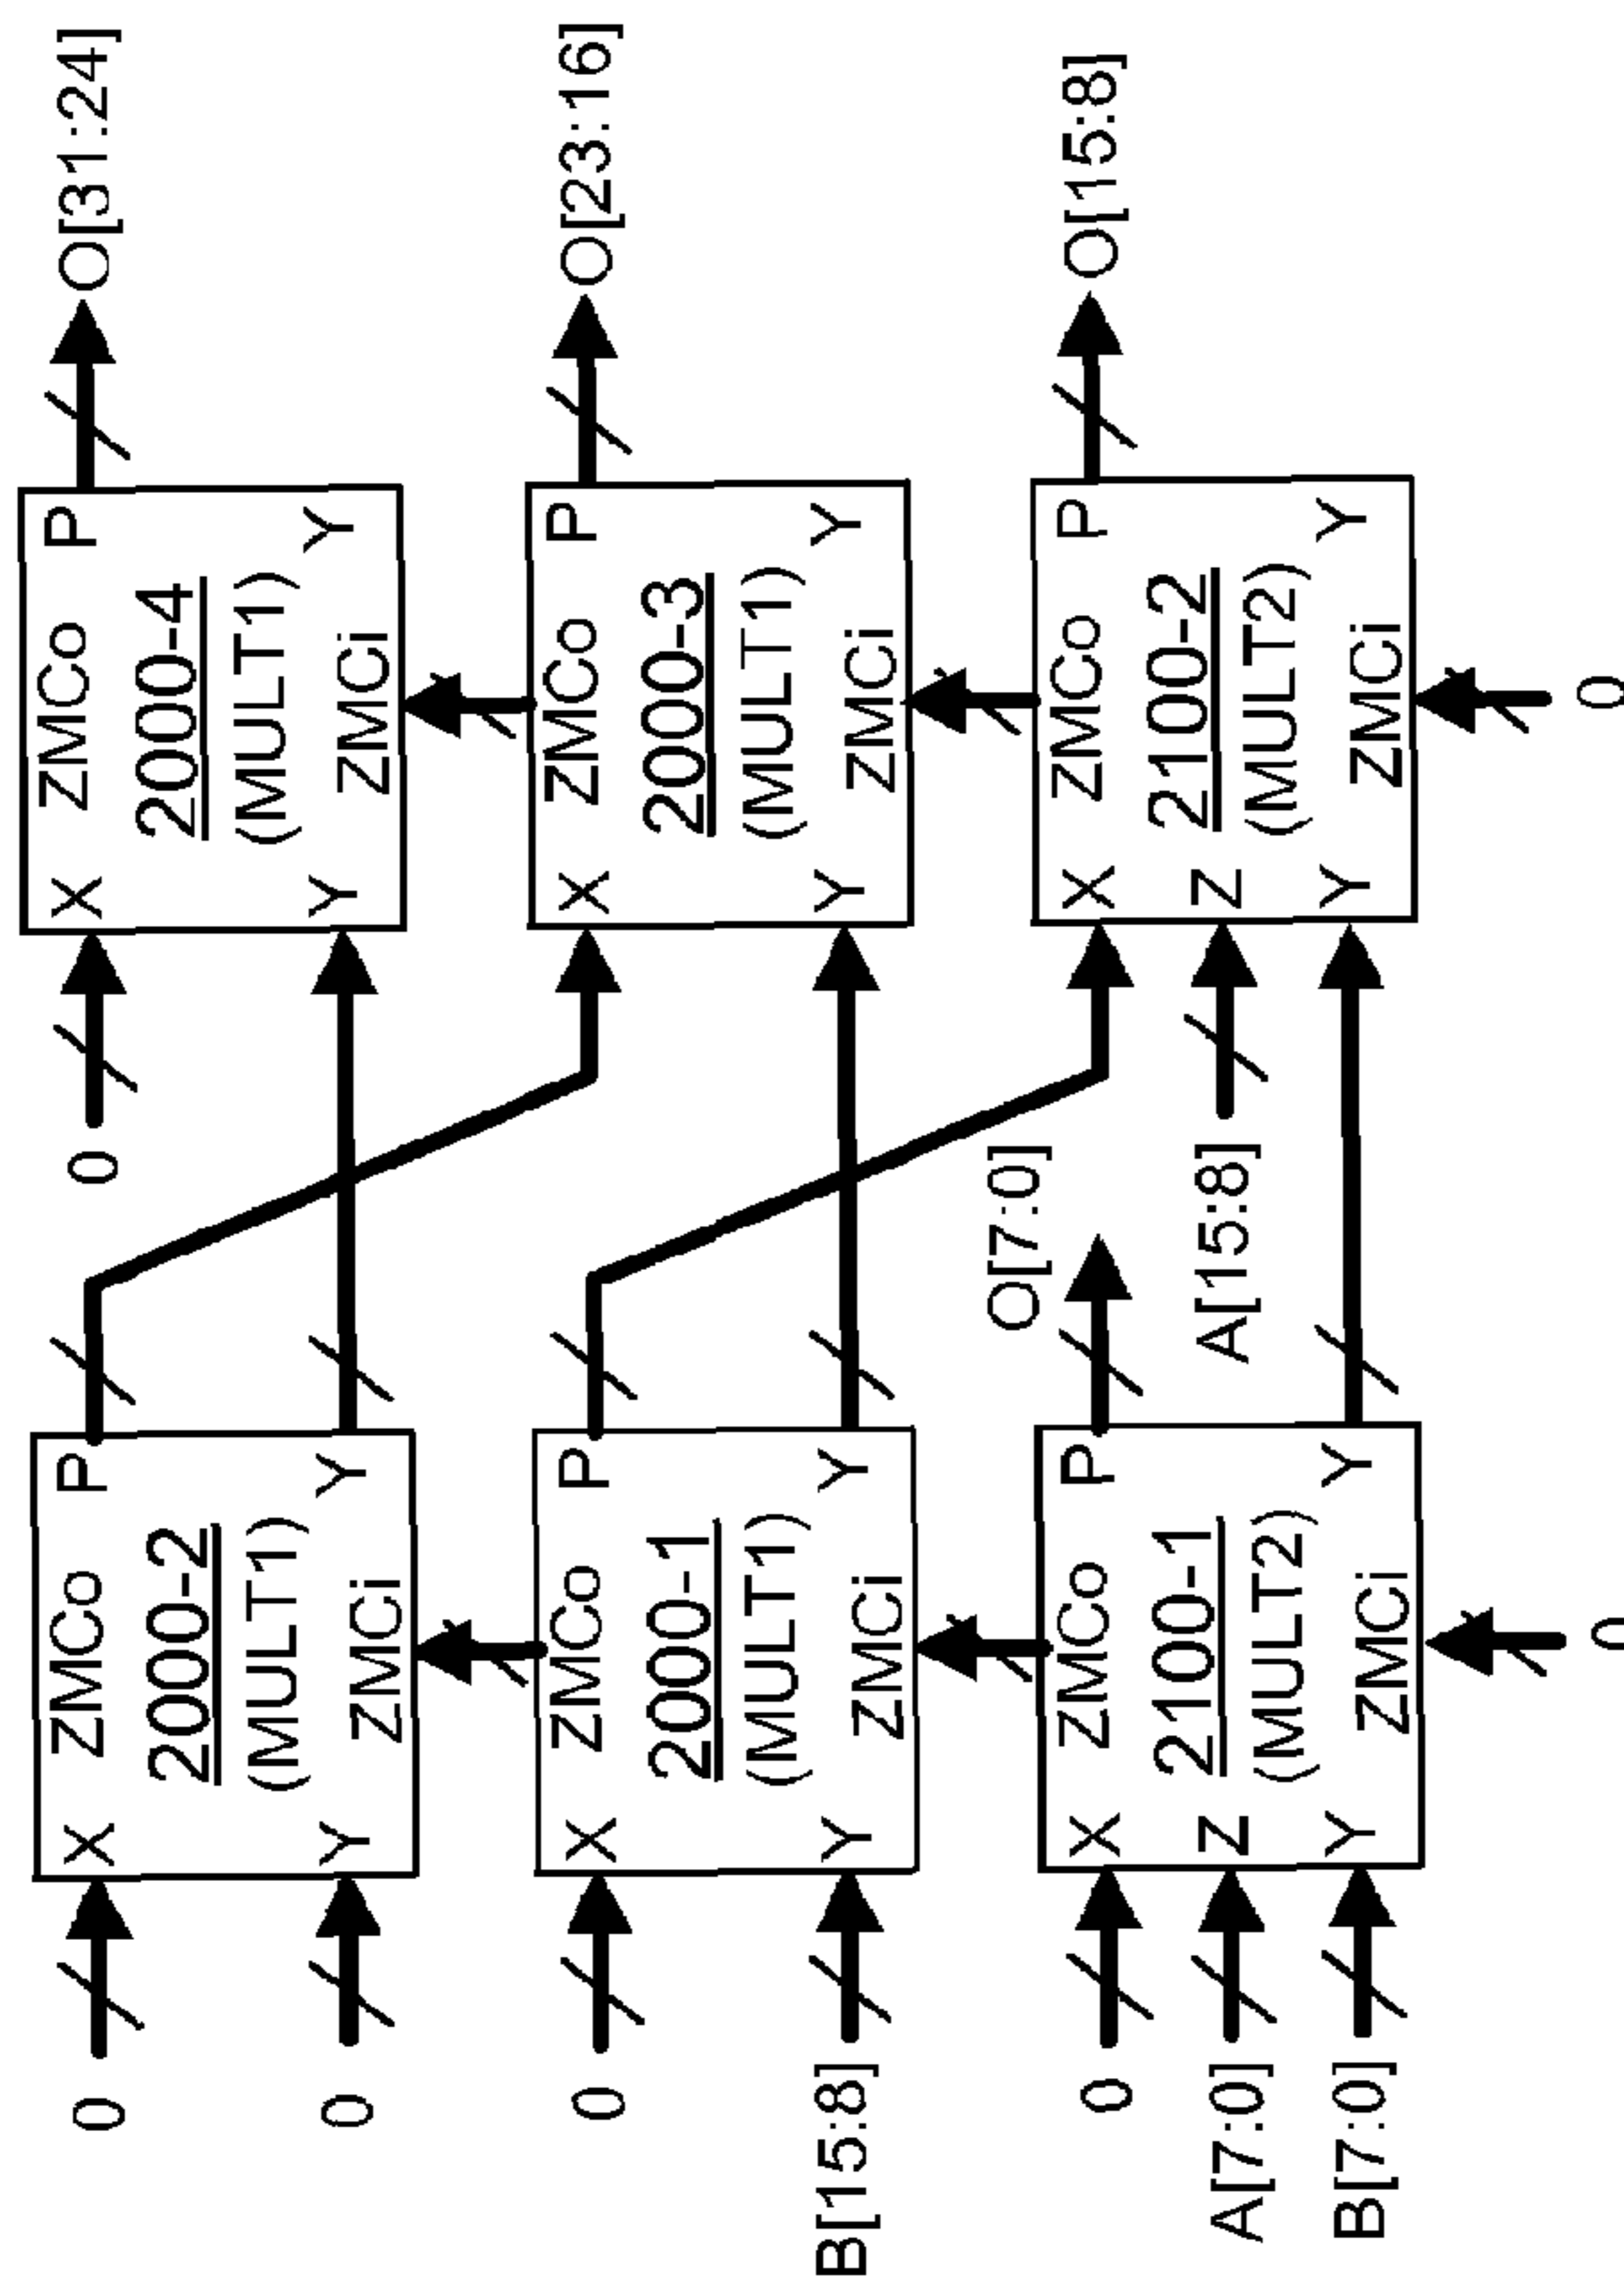 0
0
X
Y
ZMCo
2000-2
(MULT1)
ZMCi
P
Y
0
X
Y
ZMCo
2000-4
(MULT1)
ZMCi
P
Y
O[31:24]
0
B[15:8]
X
Y
ZMCo
2000-1
(MULT1)
ZMCi
P
Y
X
Y
ZMCo
2000-3
(MULT1)
ZMCi
P
Y
O[23:16]
0
A[7:0]
B[7:0]
X
Z
Y
ZMCo
2100-1
(MULT2)
ZMCi
P
Y
0
O[7:0]
A[15:8]
X
Z
Y
ZMCo
2100-2
(MULT2)
ZMCi
P
Y
0
O[15:8]